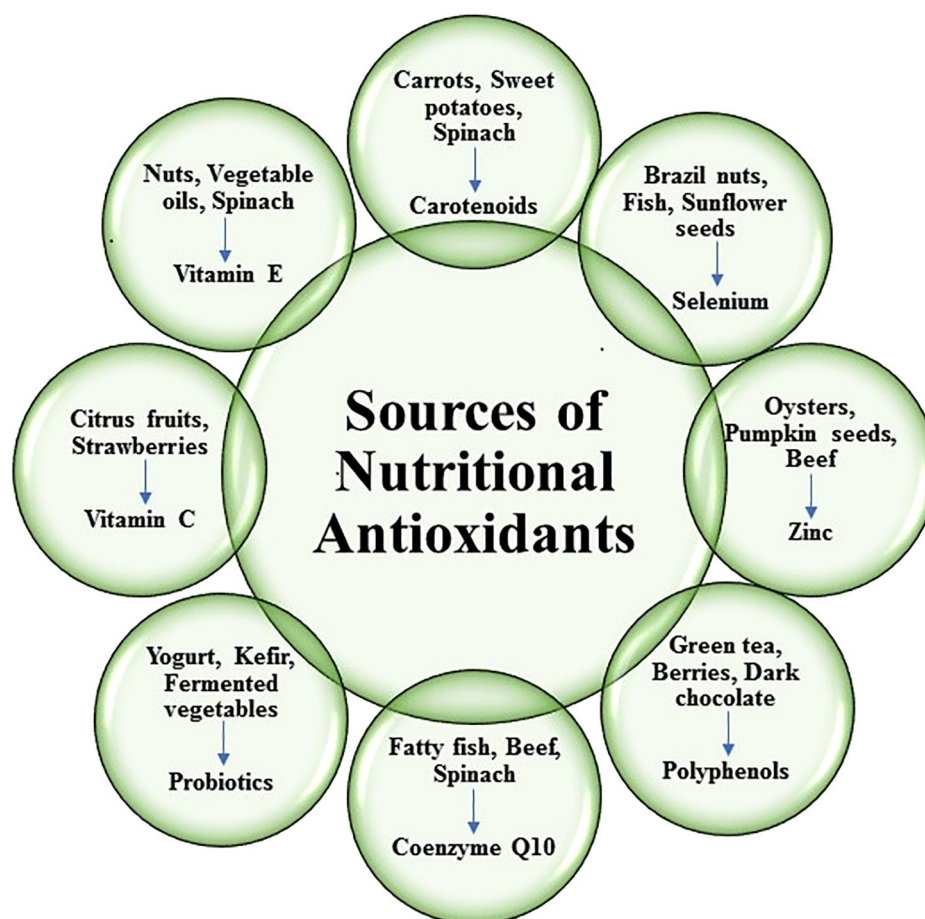 Carrots, Sweet
potatoes,
Spinach
Carotenoids
Brazil nuts,
Fish, Sunflower
seeds
Selenium
Oysters,
Pumpkin seeds,
Beef
Zinc
Green tea,
Berries, Dark
chocolate
Polyphenols
Fatty fish, Beef,
Spinach
Coenzyme Q10
Yogurt, Kefir,
Fermented
vegetables
Probiotics
Citrus fruits,
Strawberries
Vitamin C
Nuts, Vegetable
oils, Spinach
Vitamin E
Sources of
Nutritional
Antioxidants